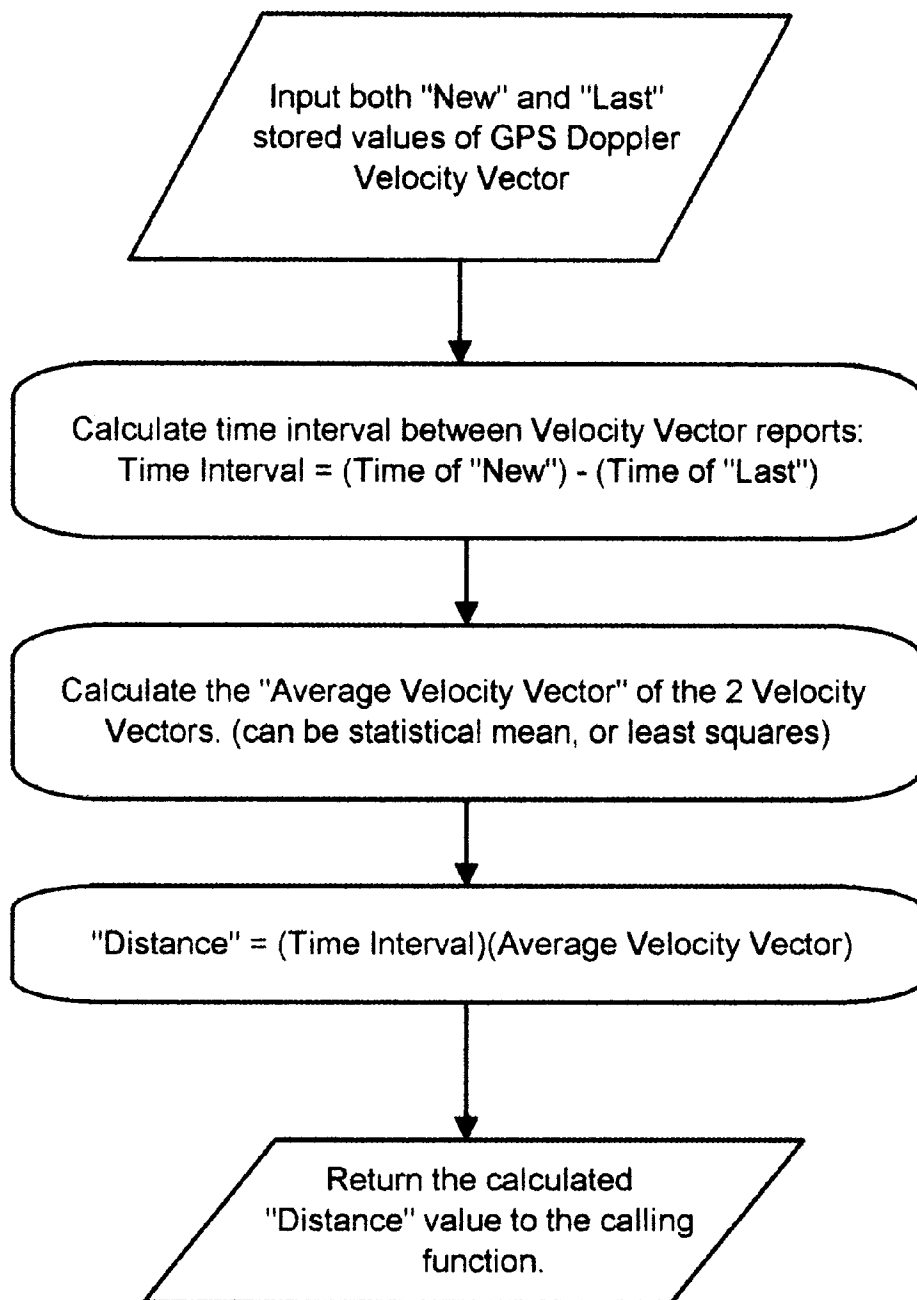 Input both "New" and "Last"
stored values of GPS Doppler
Velocity Vector
Calculate time interval between Velocity Vector reports:
Time Interval = (Time of "New") - (Time of "Last")
Calculate the "Average Velocity Vector" of the 2 Velocity
Vectors. (can be statistical mean, or least squares)
"Distance" = (Time Interval)(Average Velocity Vector)
Return the calculated
"Distance" value to the calling
function.